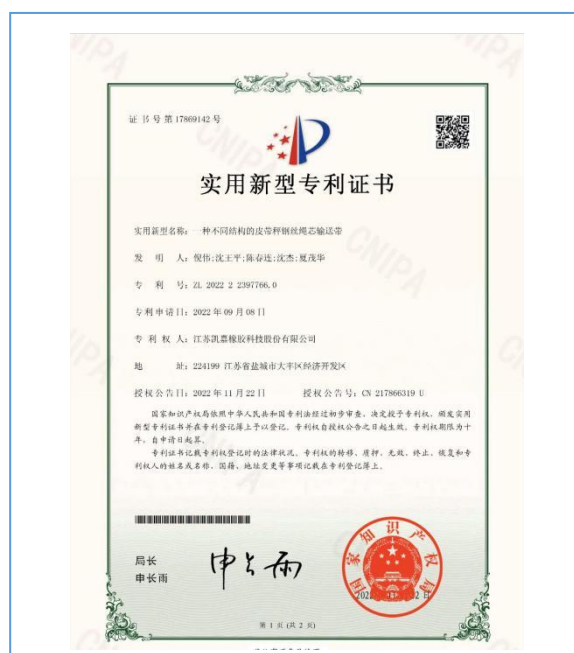 证书号第17869142号
实用新型专利证书
实用新型名称：一种不同结构的皮带秤钢丝绳芯输送带
发 明 人：倪伟;沈王平;陈春连;沈杰;夏茂华
专 利 号：ZL 2022 2 2397766.0
专利申请日：2022年09月08日
专 利 权 人：江苏凯嘉橡胶科技股份有限公司
地 址：224199 江苏省盐城市大丰区经济开发区
授权公告日：2022年11月22日 授权公告号：CN 217866319 U
国家知识产权局依照中华人民共和国专利法经过初步审查，决定授予专利权，颁发实用
新型专利证书并在专利登记簿上予以登记。专利权自授权公告之日起生效。专利权期限为十
年，自申请日起算。
专利证书记载专利权登记时的法律状况。专利权的转移、质押、无效、终止、恢复和专
利权人的姓名或名称、国籍、地址变更等事项记载在专利登记簿上。
局长
申长雨
申长雨
国家知识产权局
第 1 页 (共 2 页)
CNIPA